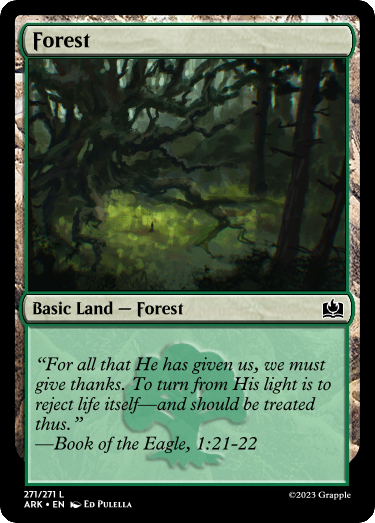 Forest
Basic Land — Forest
“For all that He has given us, we must
give thanks. To turn from His light is to
reject life itself—and should be treated
thus.”
—Book of the Eagle, 1:21-22
271/271 L
ARK • EN Ed Pulella
©2023 Grapple